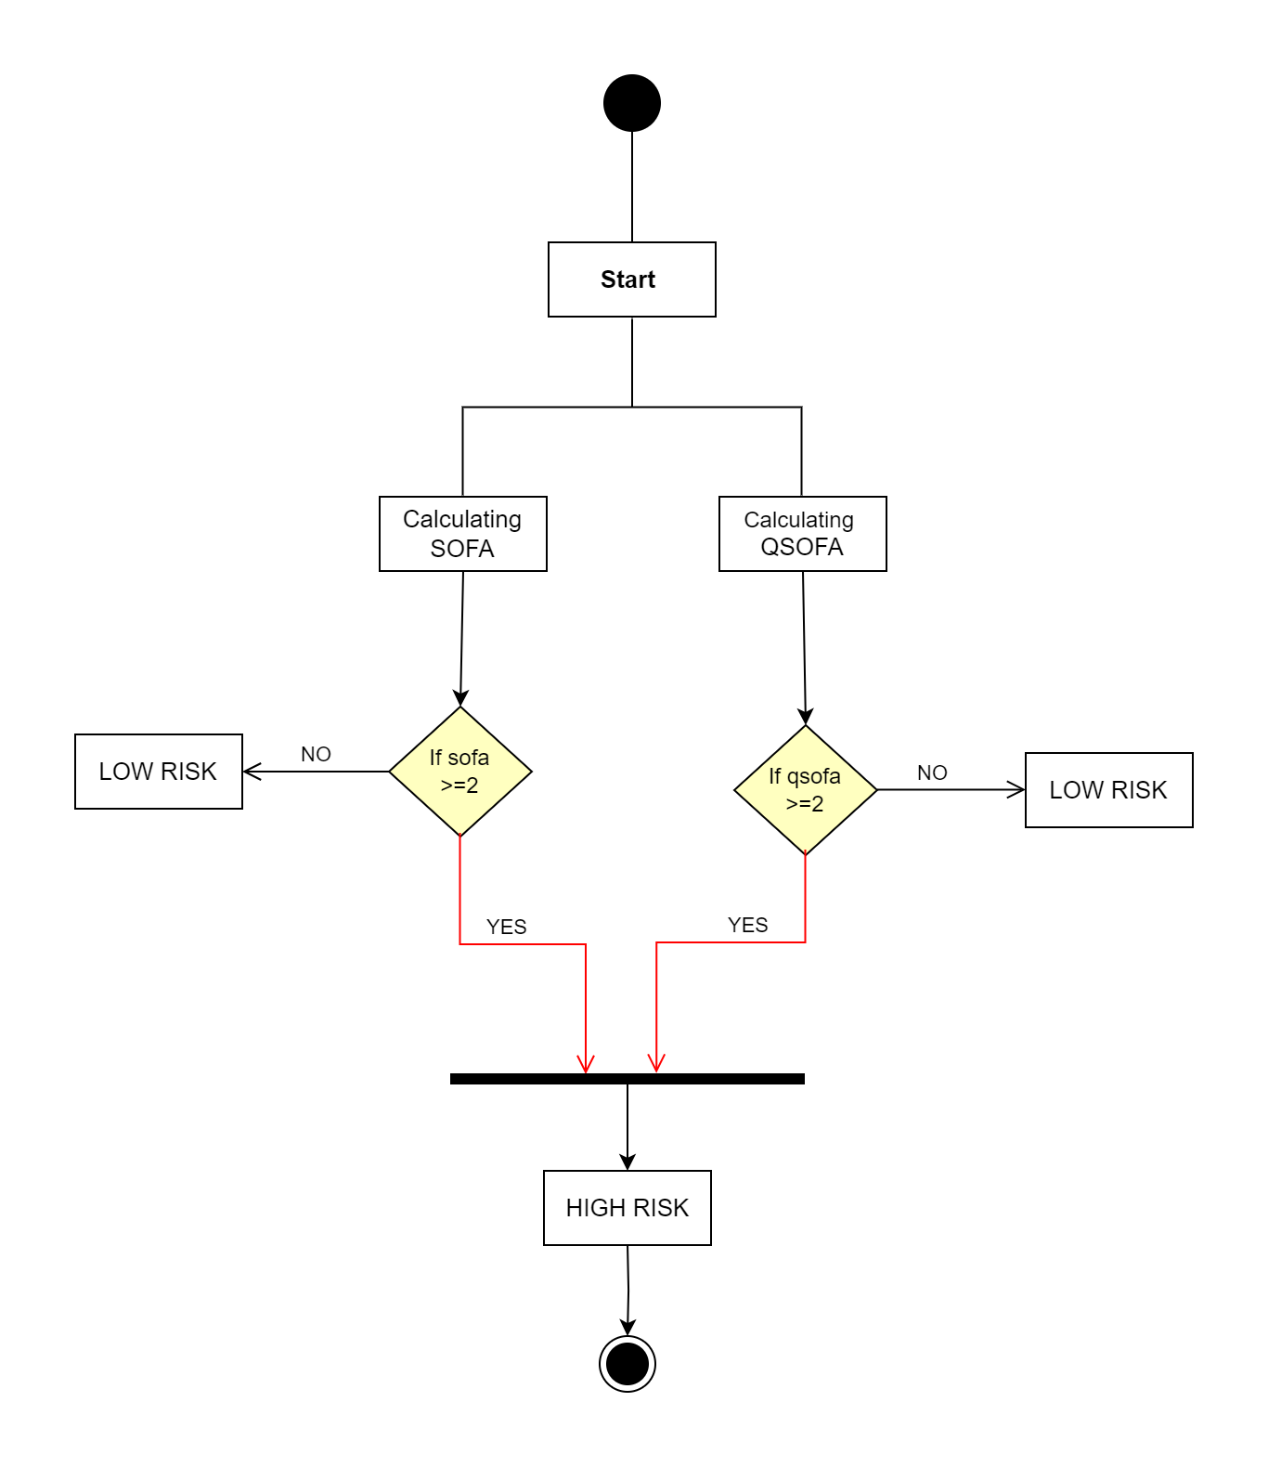 Start
Calculating
SOFA
Calculating
QSOFA
If sofa
>=2
NO
LOW RISK
If qsofa
>=2
NO
LOW RISK
YES
YES
HIGH RISK